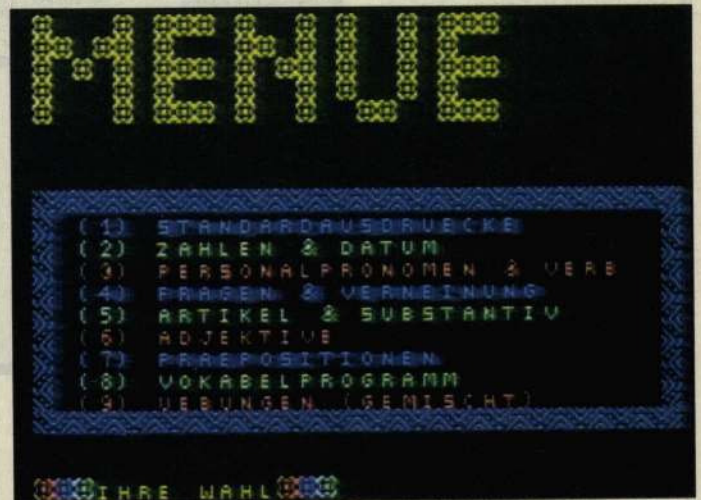 MENUE
(1) STANDARDAUSDRUECKE
(2) ZAHLEN & DATUM
(3) PERSONALPRONOMEN & VERB
(4) FRAGEN & VERNEINUNG
(5) ARTIKEL & SUBSTANTIV
(6) ADJEKTIVE
(7) PRAEPOSITIONEN
(8) VOKABELPROGRAMM
(9) UEBUNGEN (GEMISCHT)
IHRE WAHL